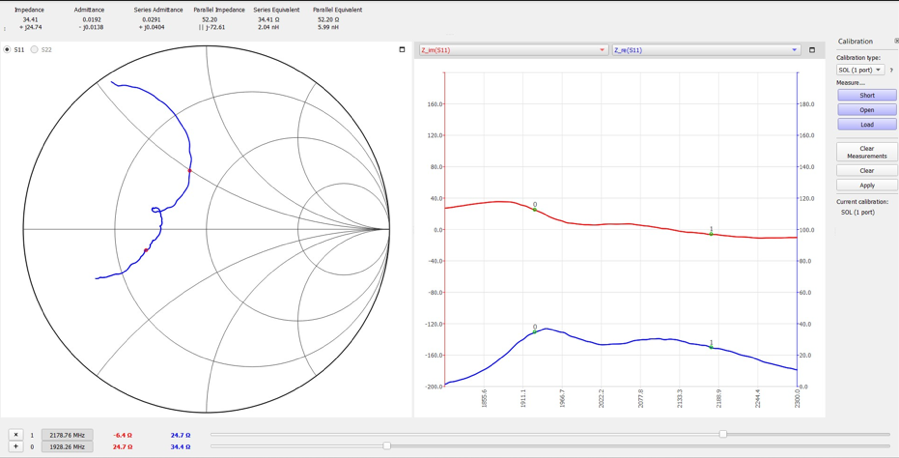 Impedance Admittance Series Admittance Parallel Impedance Series Equivalent Parallel Equivalent
34.41 0.0192 0.0291 52.20 34.41 Ω 52.20 Ω
: + j24.74 - j0.0138 + j0.0404 || j-72.61 2.04 nH 5.99 nH
S11 S22
Z_im(S11) Z_re(S11)
160.0
120.0
80.0
40.0
0.0
-40.0
-80.0
-120.0
-160.0
-200.0
180.0
160.0
140.0
120.0
100.0
80.0
60.0
40.0
20.0
0.0
0
1
0
1
1855.6
1911.1
1966.7
2022.2
2077.8
2133.3
2188.9
2244.4
2300.0
Calibration
Calibration type:
SOL (1 port) ?
Measure...
Short
Open
Load
Clear
Measurements
Clear
Apply
Current calibration:
SOL (1 port)
× 1 2178.76 MHz -6.4 Ω 24.7 Ω
+ 0 1928.26 MHz 24.7 Ω 34.4 Ω